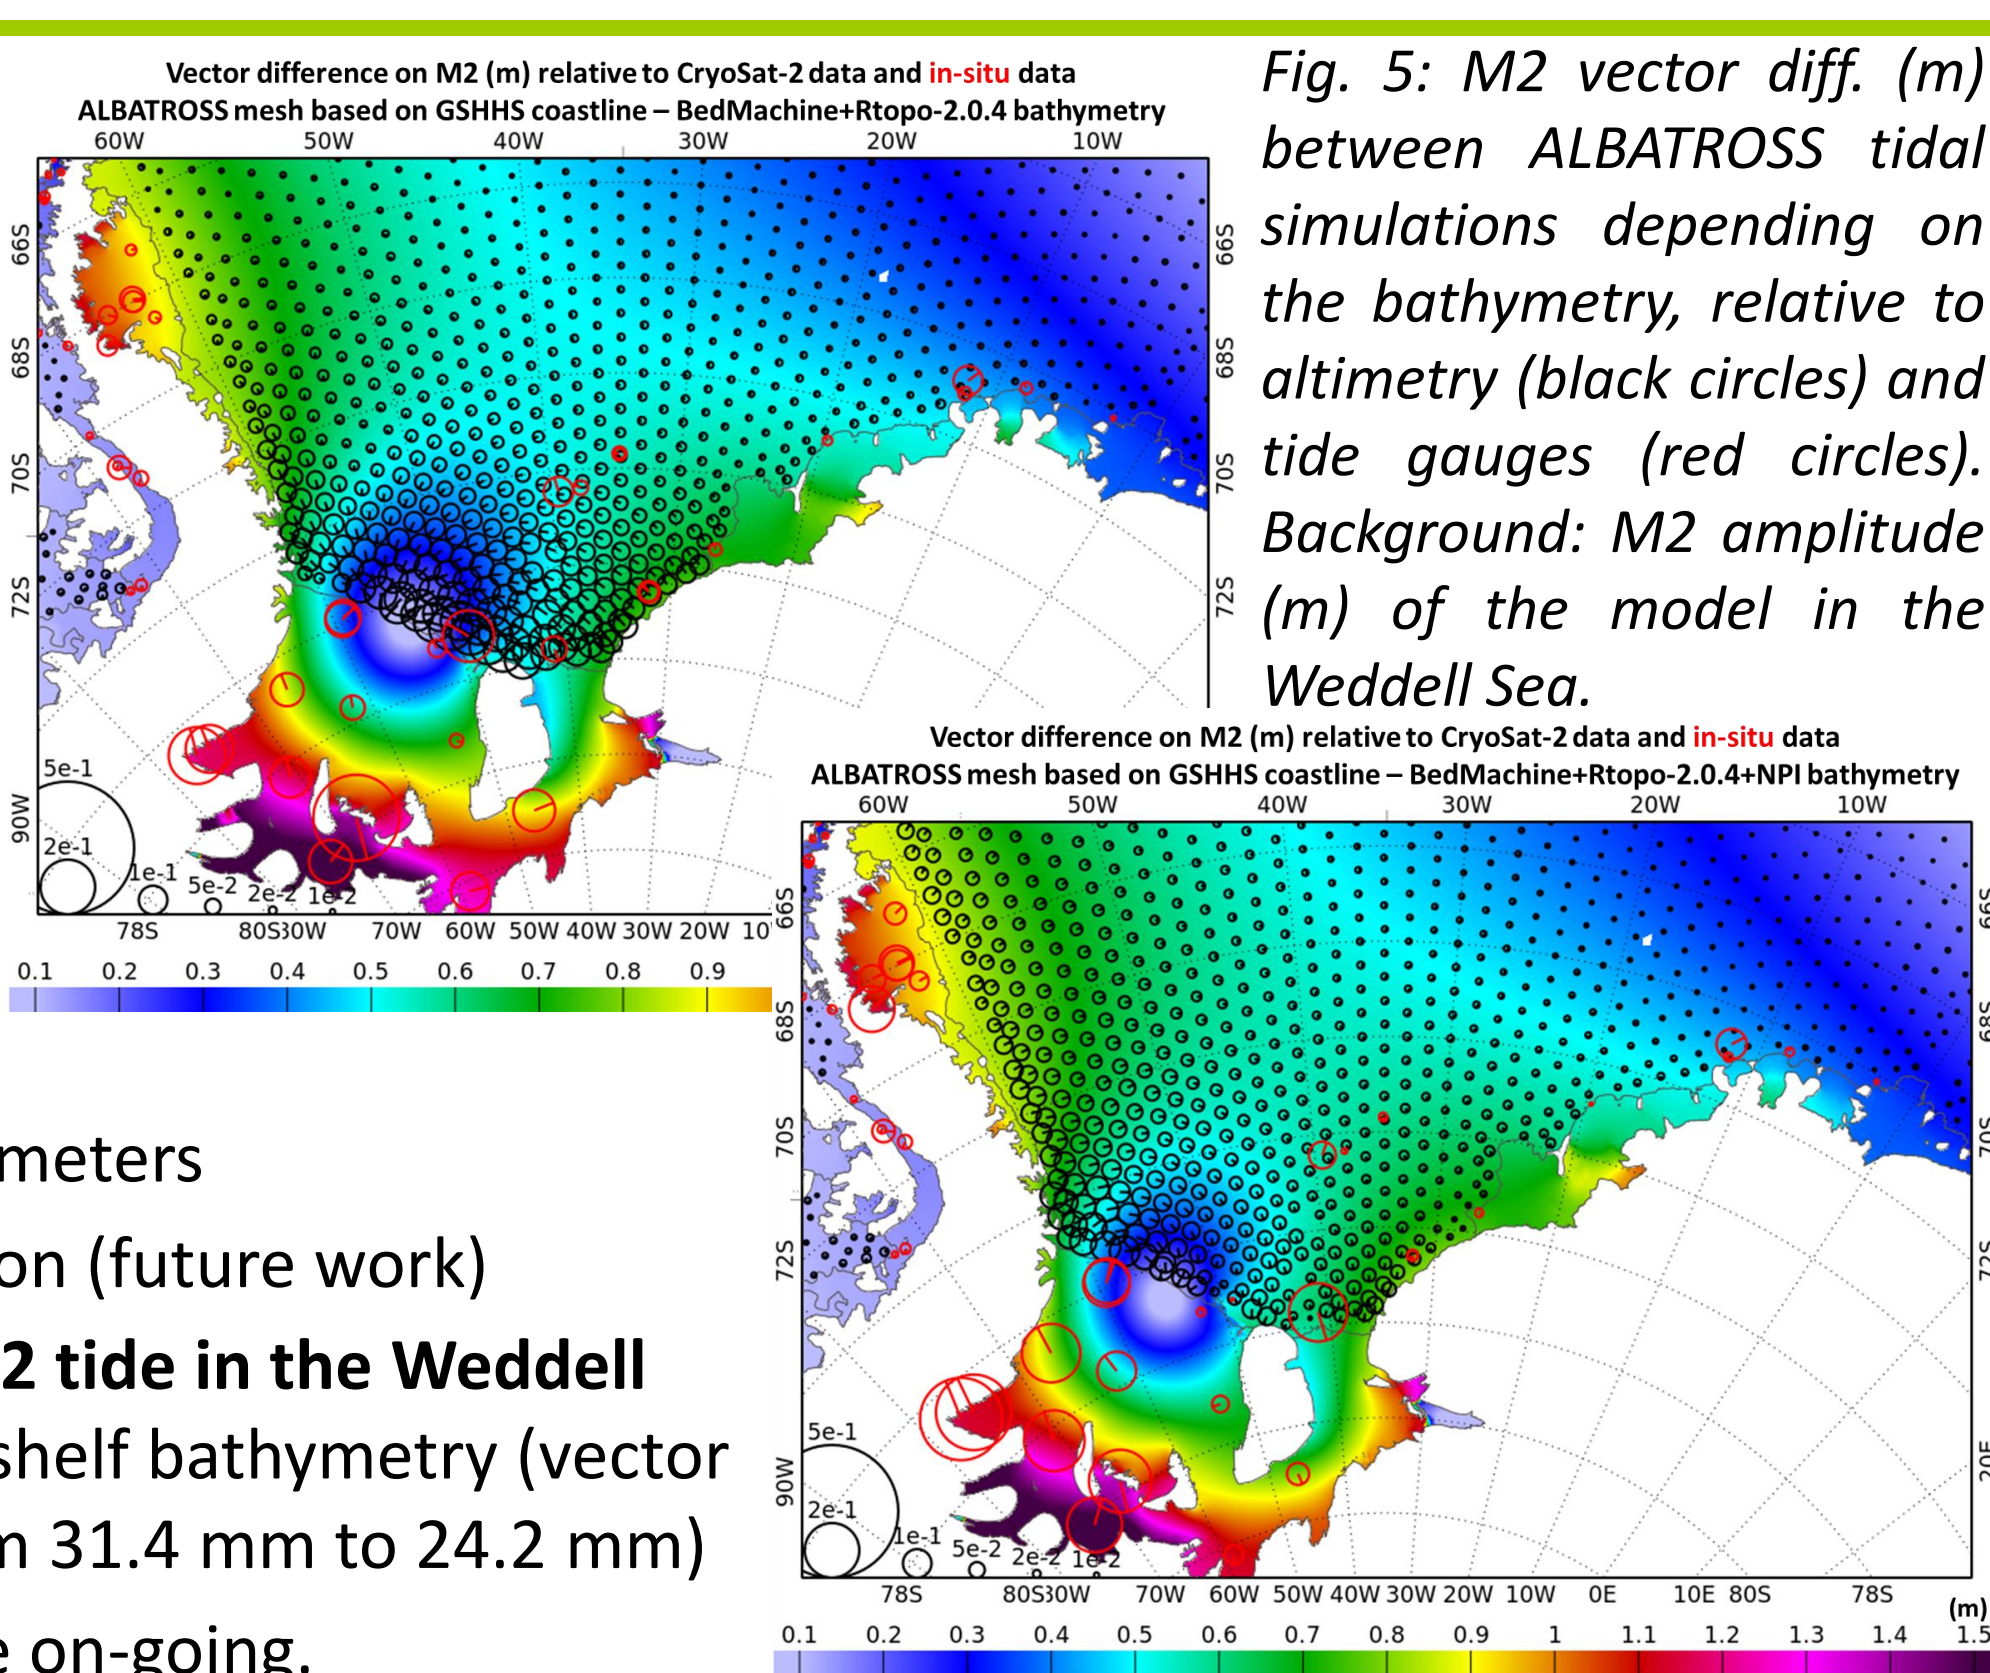 Vector difference on M2 (m) relative to CryoSat-2 data and in-situ data
ALBATROSS mesh based on GSHHS coastline – BedMachine+Rtopo-2.0.4 bathymetry
60W 50W 40W 30W 20W 10W
66S 68S 70S 72S 90W
66S 68S 70S 72S
5e-1
2e-1
1e-1 5e-2 2e-2 1e-2
78S 80S 70W 60W 50W 40W 30W 20W
0.1 0.2 0.3 0.4 0.5 0.6 0.7 0.8 0.9
Fig. 5: M2 vector diff. (m)
between ALBATROSS tidal
simulations depending on
the bathymetry, relative to
altimetry (black circles) and
tide gauges (red circles).
Background: M2 amplitude
(m) of the model in the
Weddell Sea.
Vector difference on M2 (m) relative to CryoSat-2 data and in-situ data
ALBATROSS mesh based on GSHHS coastline – BedMachine+Rtopo-2.0.4+NPI bathymetry
60W 50W 40W 30W 20W 10W
66S 68S 70S 72S 90W
66S 68S 70S 72S 20E
5e-1
2e-1
1e-1 5e-2 2e-2 1e-2
78S 80S 70W 60W 50W 40W 30W 20W 10W 0E 10E 80S 78S
(m)
0.1 0.2 0.3 0.4 0.5 0.6 0.7 0.8 0.9 1 1.1 1.2 1.3 1.4 1.5
meters
on (future work)
2 tide in the Weddell
shelf bathymetry (vector
31.4 mm to 24.2 mm)
on-going.